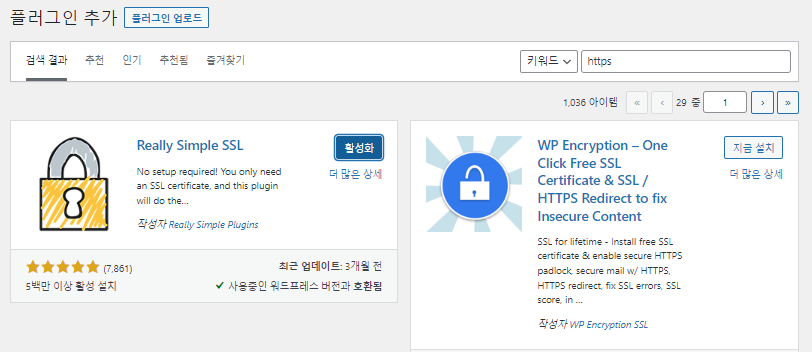 플러그인 추가 플러그인 업로드
검색 결과 추천 인기 추천됨 즐겨찾기 키워드 https
1,036 아이템 « ‹ 29 중 1 › »
Really Simple SSL
활성화
No setup required! You only need
더 많은 상세
an SSL certificate, and this plugin
will do the...
작성자 Really Simple Plugins
(7,861)
최근 업데이트: 3개월 전
5백만 이상 활성 설치
사용중인 워드프레스 버전과 호환됨
WP Encryption – One
지금 설치
Click Free SSL
더 많은 상세
Certificate & SSL /
HTTPS Redirect to fix
Insecure Content
SSL for lifetime - Install free SSL
certificate & enable secure HTTPS
padlock, secure mail w/ HTTPS,
HTTPS redirect, fix SSL errors, SSL
score, in ...
작성자 WP Encryption SSL